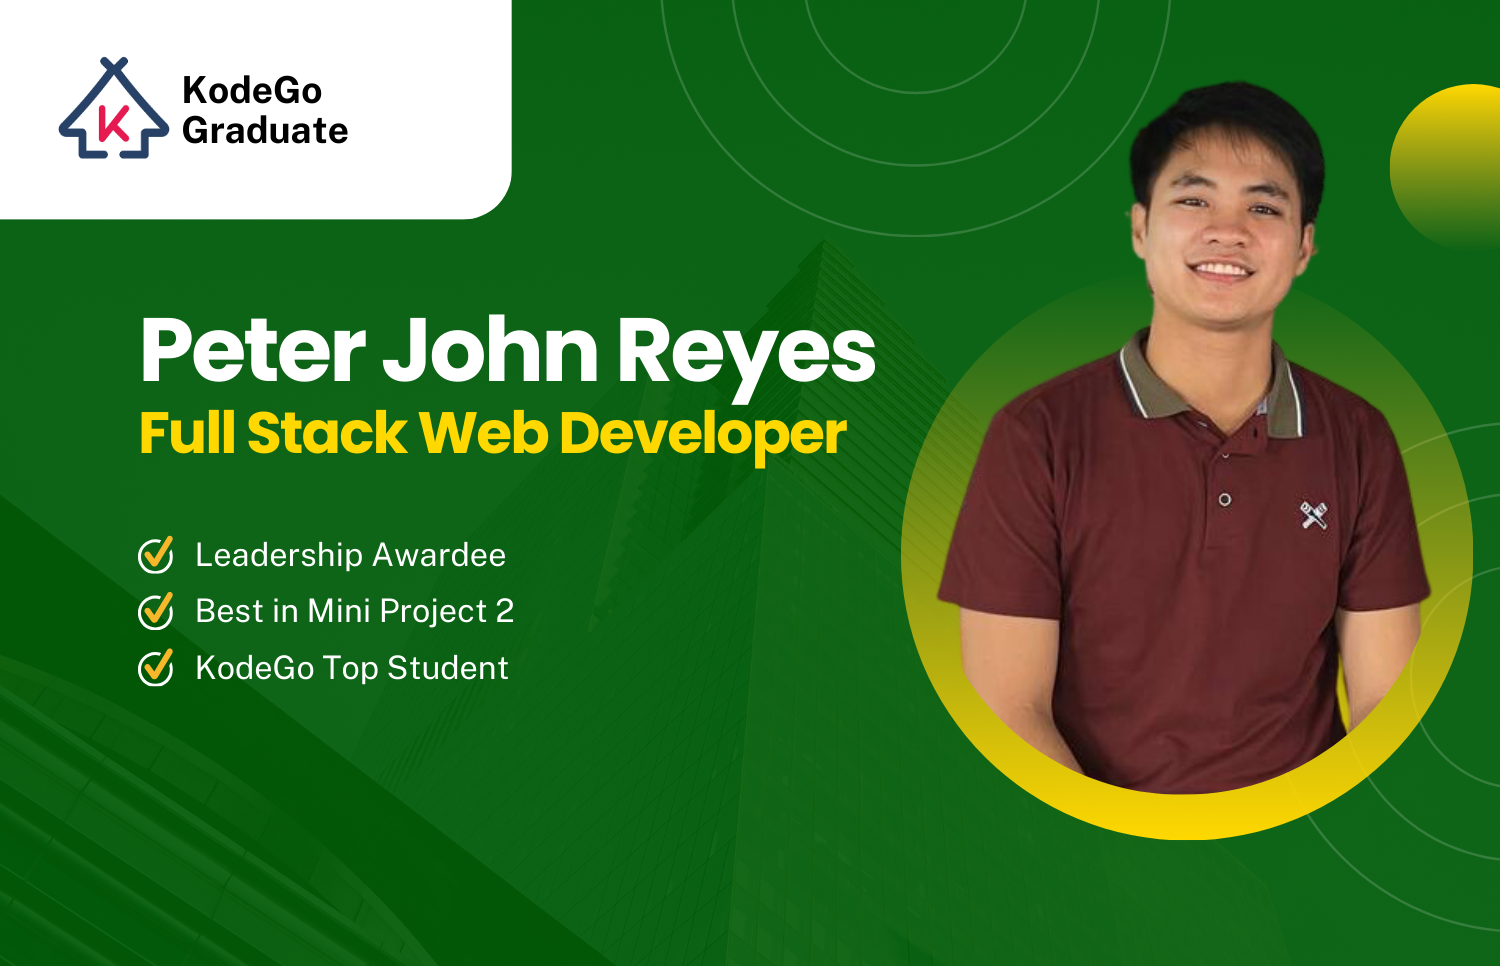 KodeGo
Graduate
Peter John Reyes
Full Stack Web Developer
Leadership Awardee
Best in Mini Project 2
KodeGo Top Student